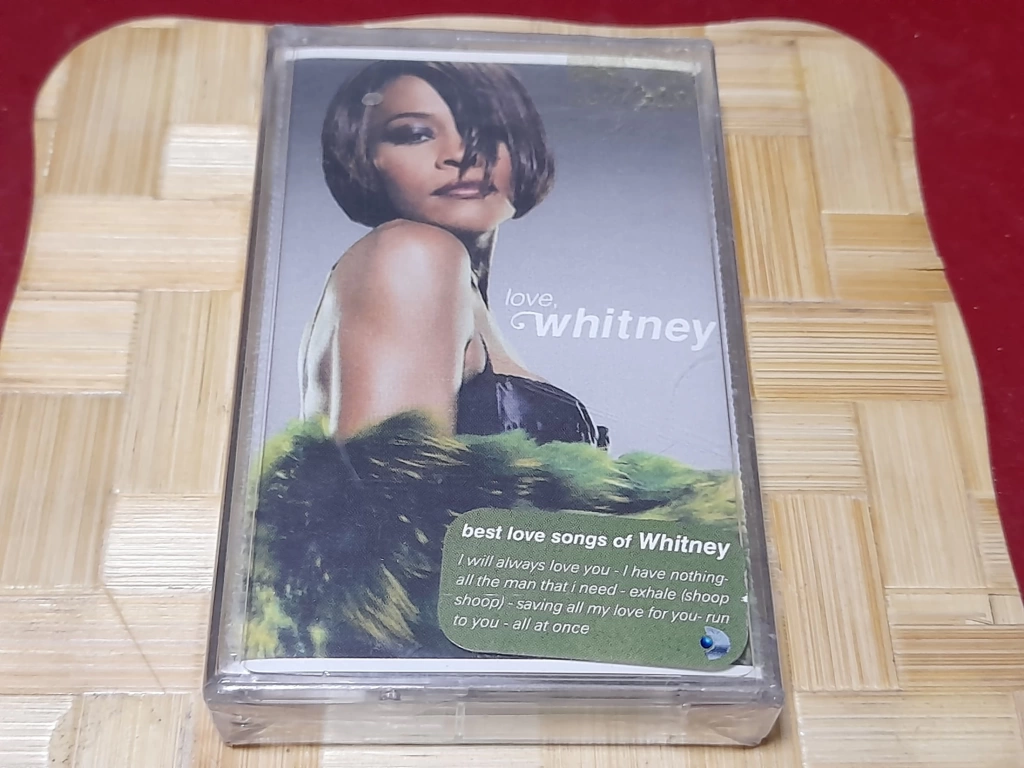 love,
whitney
best love songs of Whitney
I will always love you - I have nothing-
all the man that i need - exhale (shoop
shoop) - saving all my love for you- run
to you - all at once